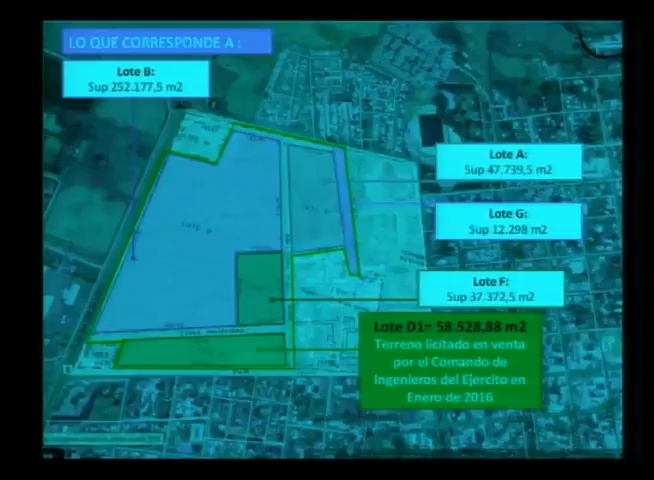 LO QUE CORRESPONDE A :
Lote B:
Sup 252.177,5 m2
Lote A:
Sup 47.739,5 m2
Lote G:
Sup 12.298 m2
Lote F:
Sup 37.372,5 m2
Lote D1= 58.528,88 m2
Terreno licitado en venta
por el Comando de
Ingenieros del Ejercito en
Enero de 2016